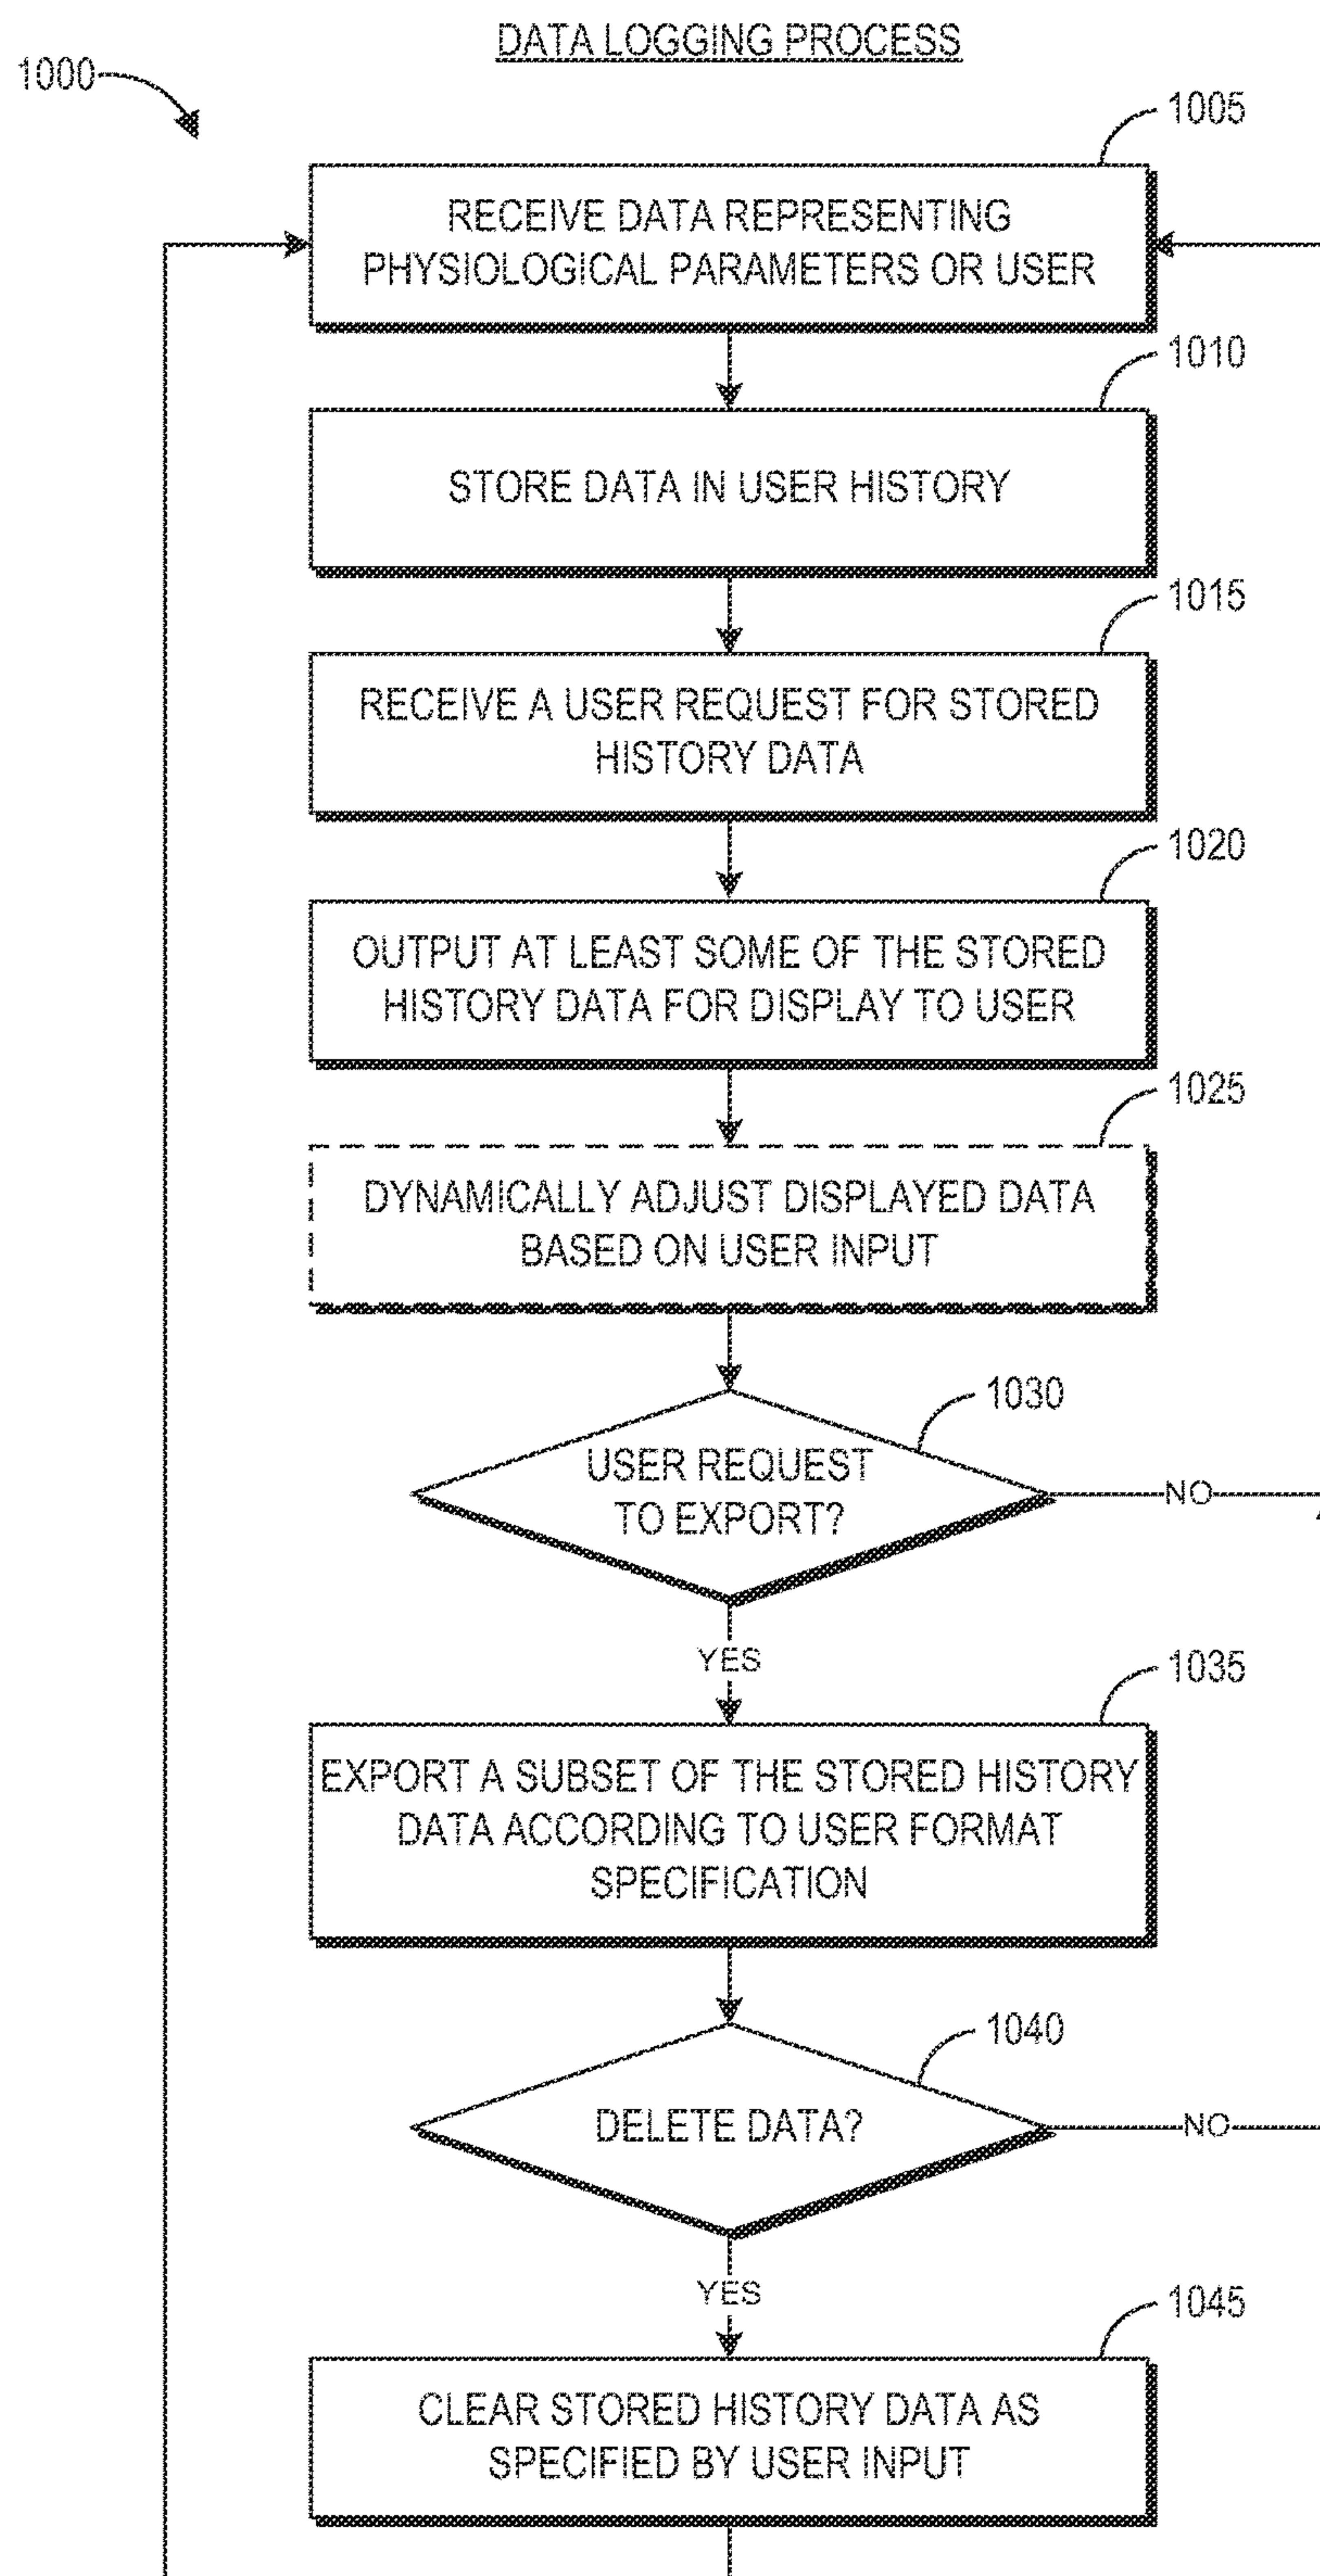 DATA LOGGING PROCESS
1000
1005
RECEIVE DATA REPRESENTING
PHYSIOLOGICAL PARAMETERS OR USER
1010
STORE DATA IN USER HISTORY
1015
RECEIVE A USER REQUEST FOR STORED
HISTORY DATA
1020
OUTPUT AT LEAST SOME OF THE STORED
HISTORY DATA FOR DISPLAY TO USER
1025
DYNAMICALLY ADJUST DISPLAYED DATA
BASED ON USER INPUT
1030
USER REQUEST
TO EXPORT?
NO
YES
1035
EXPORT A SUBSET OF THE STORED HISTORY
DATA ACCORDING TO USER FORMAT
SPECIFICATION
1040
DELETE DATA?
NO
YES
1045
CLEAR STORED HISTORY DATA AS
SPECIFIED BY USER INPUT